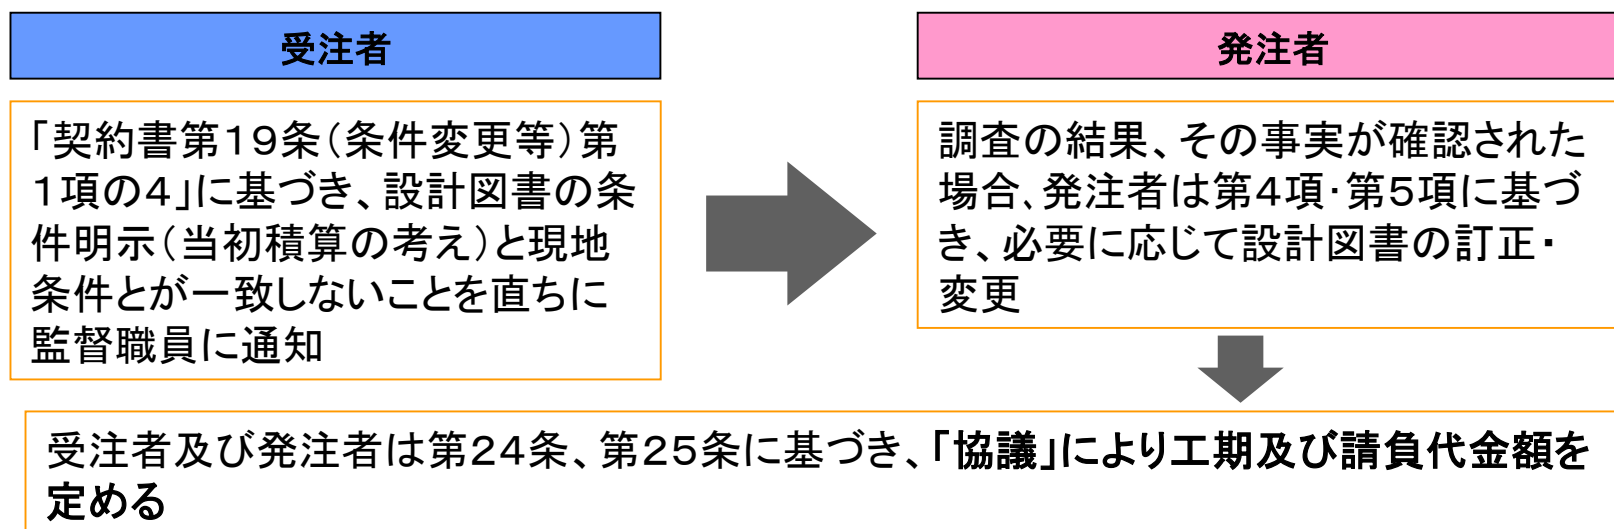 受注者
発注者
「契約書第19条(条件変更等)第
1項の4」に基づき、設計図書の条
件明示(当初積算の考え)と現地
条件とが一致しないことを直ちに
監督職員に通知
調査の結果、その事実が確認された
場合、発注者は第4項・第5項に基づ
き、必要に応じて設計図書の訂正・
変更
受注者及び発注者は第24条、第25条に基づき、「協議」により工期及び請負代金額を
定める